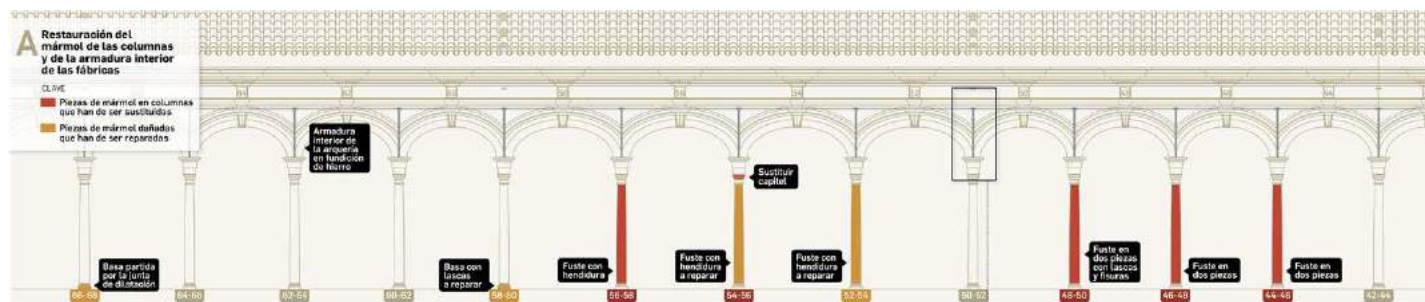 A
Restauración del
mármol de las columnas
y de la armadura interior
de las fábricas
CLAVE
Piezas de mármol en columnas
que han de ser sustituidas
Piezas de mármol dañadas
que han de ser reparadas
Armadura
interior de
la arquería
en fundición
de hierro
Sustituir
capitel
Basa partida
por la junta
de dilatación
Basa con
lascas
a reparar
Fuste con
hendidura
Fuste con
hendidura
a reparar
Fuste con
hendidura
a reparar
Fuste en
dos piezas
con lascas
y fisuras
Fuste en
dos piezas
Fuste en
dos piezas
66-68
64-66
62-64
60-62
58-60
56-58
54-56
52-54
50-52
48-50
46-48
44-46
42-44